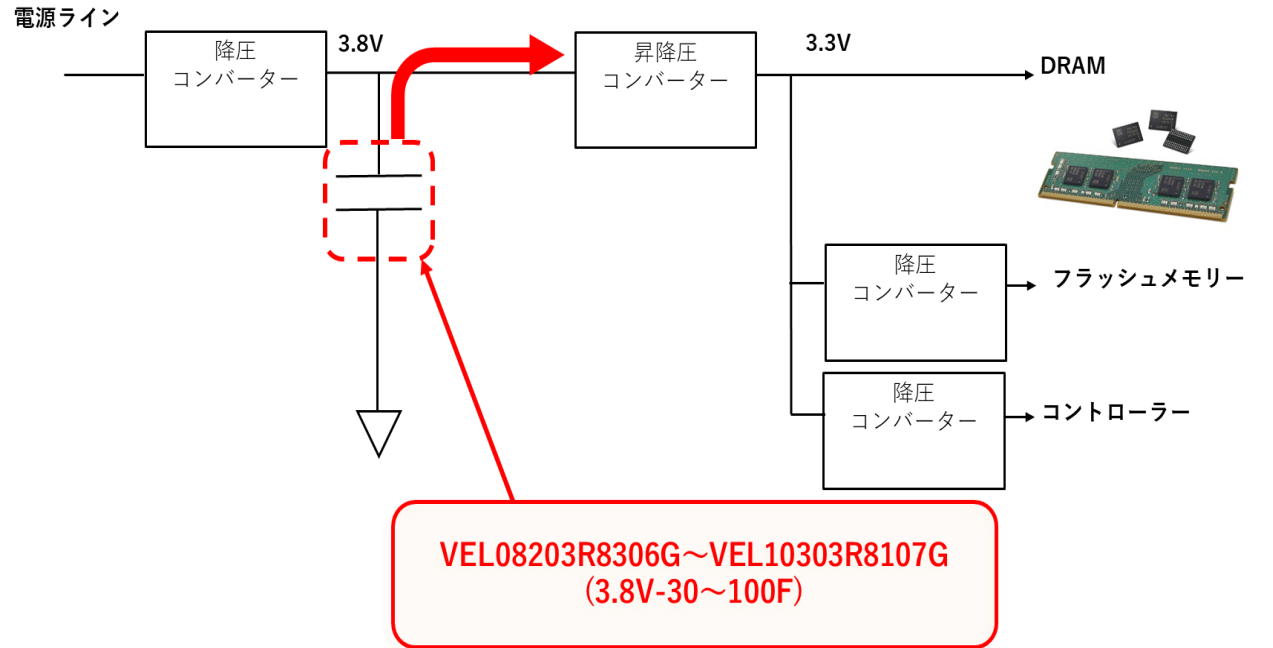 電源ライン
降圧
コンバーター
3.8V
昇降圧
コンバーター
3.3V
DRAM
降圧
コンバーター
フラッシュメモリー
降圧
コンバーター
コントローラー
VEL08203R8306G～VEL10303R8107G
(3.8V-30～100F)